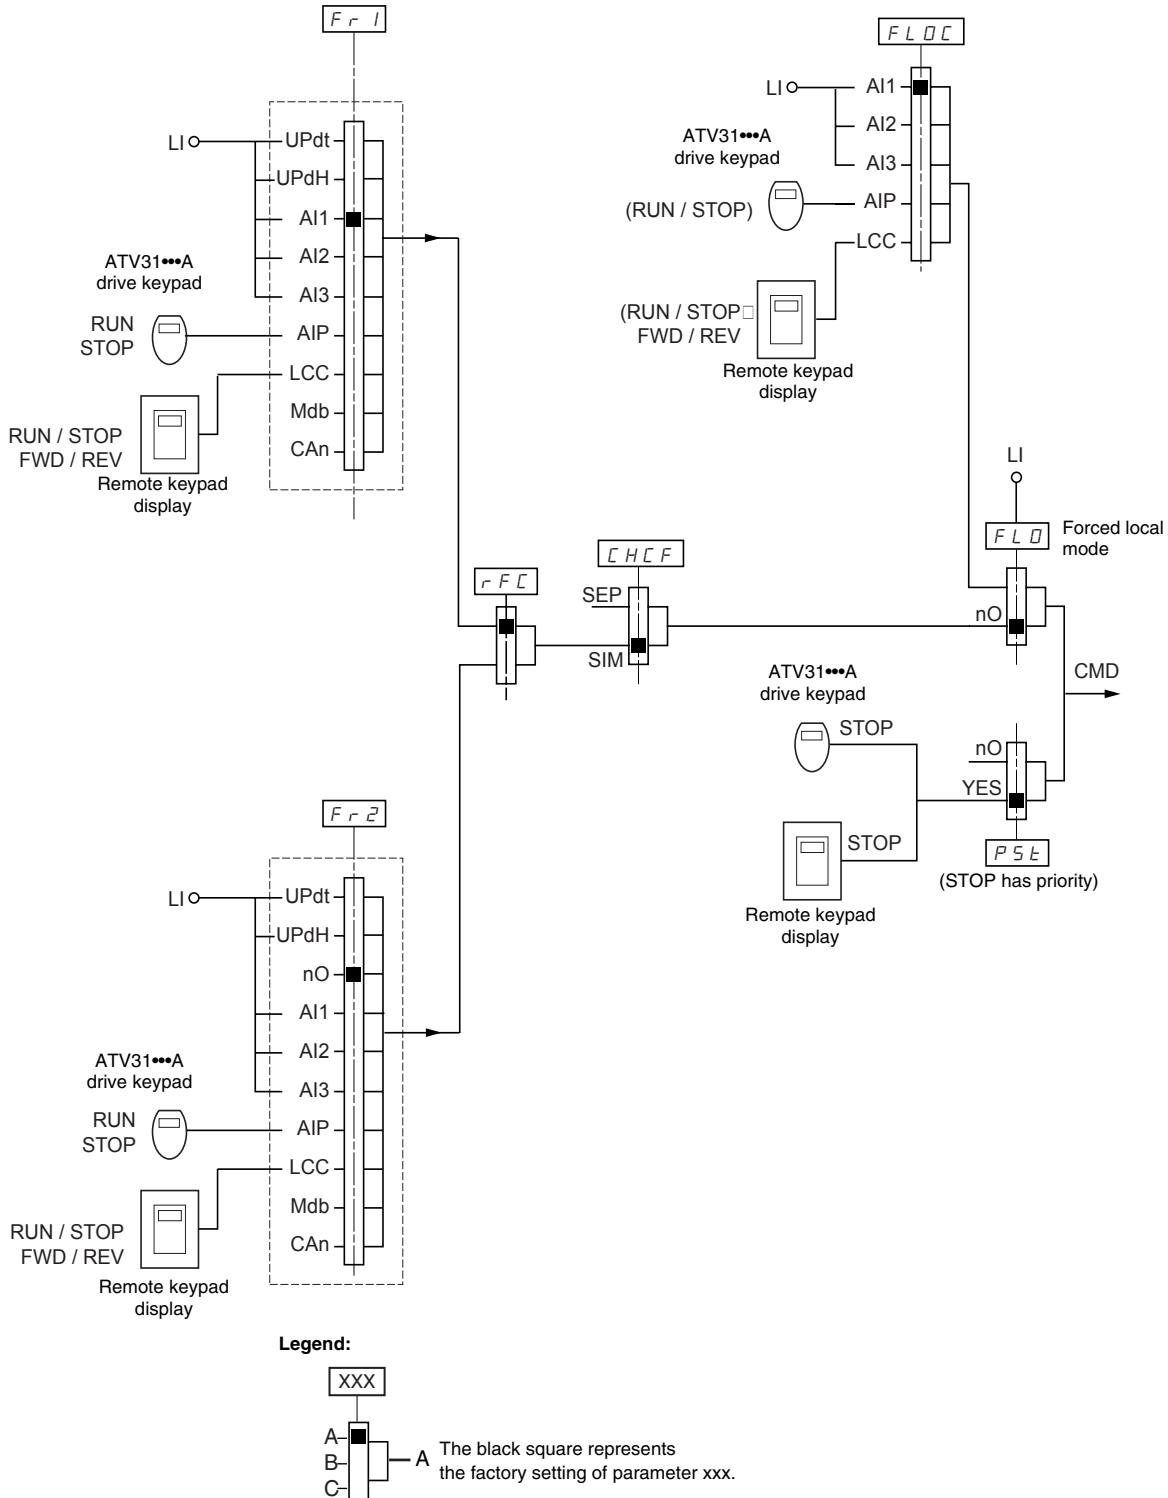 Fr1
LI
UPdt
UPdH
AI1
AI2
AI3
AIP
LCC
Mdb
CAn
ATV31•••A
drive keypad
RUN
STOP
RUN / STOP
FWD / REV
Remote keypad
display
FLOC
LI
AI1
AI2
AI3
AIP
LCC
ATV31•••A
drive keypad
(RUN / STOP)
(RUN / STOP□
FWD / REV
Remote keypad
display
LI
FLO
Forced local
mode
nO
rFC
CHCF
SEP
SIM
ATV31•••A
drive keypad
STOP
STOP
Remote keypad
display
nO
YES
PSt
(STOP has priority)
CMD
Fr2
LI
UPdt
UPdH
nO
AI1
AI2
AI3
AIP
LCC
Mdb
CAn
ATV31•••A
drive keypad
RUN
STOP
RUN / STOP
FWD / REV
Remote keypad
display
Legend:
XXX
A
B
C
A
The black square represents
the factory setting of parameter xxx.